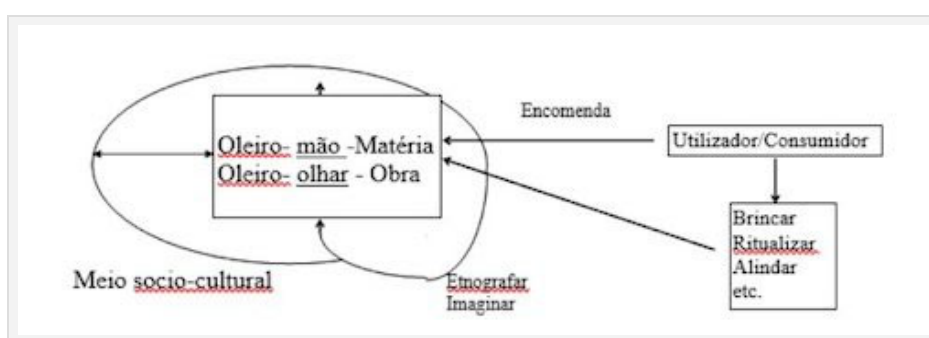 Encomenda
Utilizador/Consumidor
Oleiro- mão -Matéria
Oleiro- olhar - Obra
Brincar
Ritualizar
Alindar
etc.
Meio socio-cultural
Etnografar
Imaginar